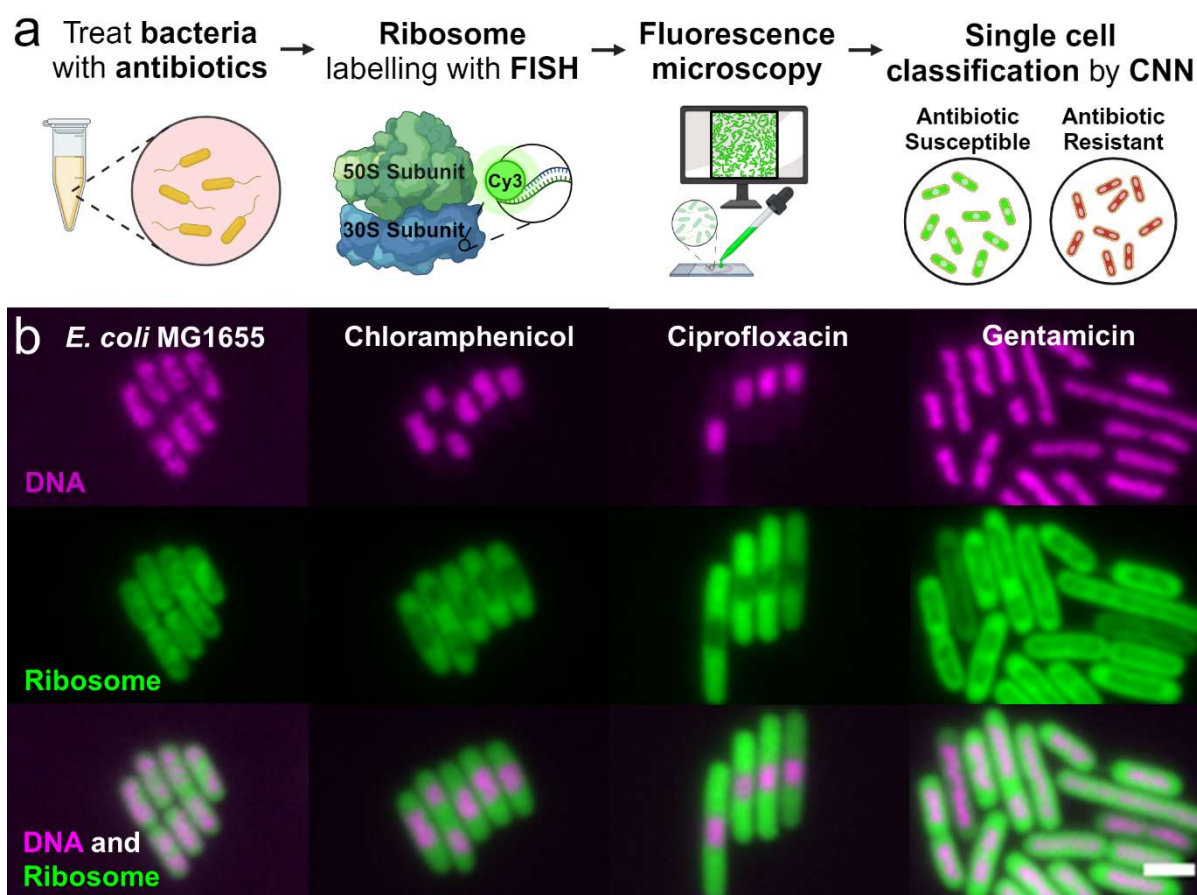 a
Treat bacteria
with antibiotics
Ribosome
labelling with FISH
Fluorescence
microscopy
Single cell
classification by CNN
50S Subunit
30S Subunit
Cy3
Antibiotic
Susceptible
Antibiotic
Resistant
b
E. coli MG1655
Chloramphenicol
Ciprofloxacin
Gentamicin
DNA
Ribosome
DNA and
Ribosome